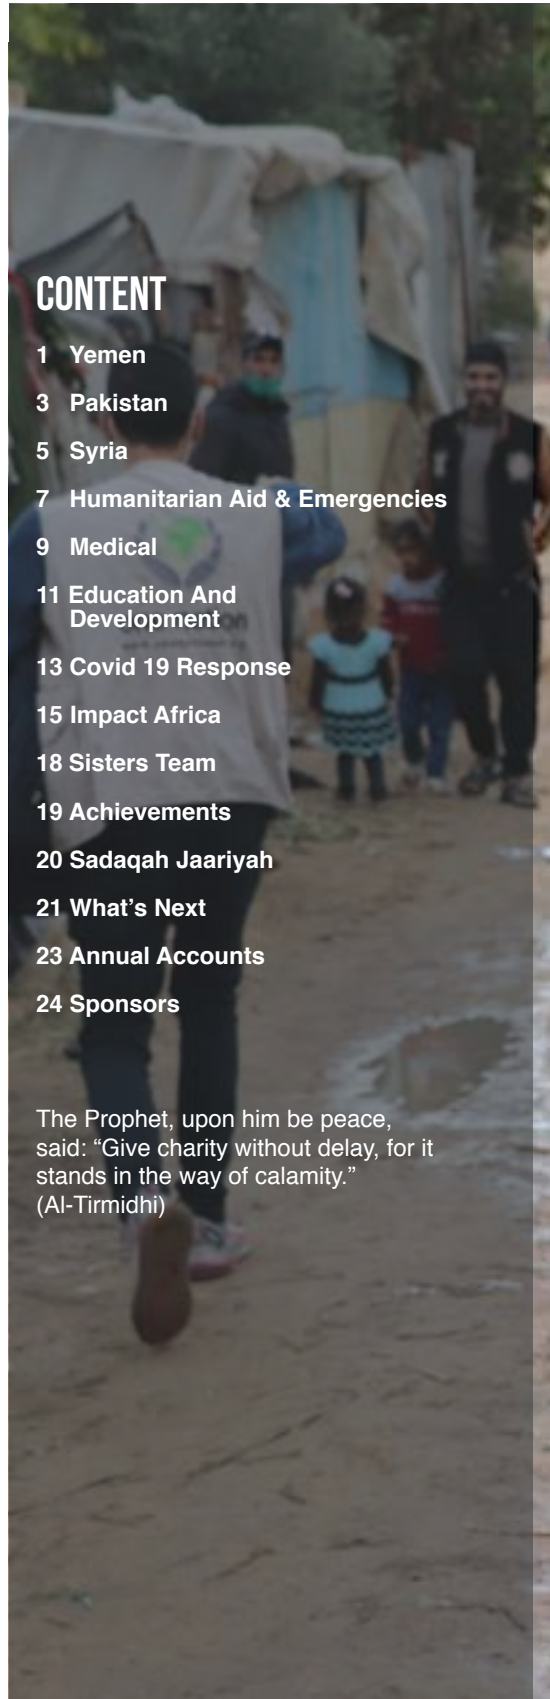 CONTENT
1 Yemen
3 Pakistan
5 Syria
7 Humanitarian Aid & Emergencies
9 Medical
11 Education And
Development
13 Covid 19 Response
15 Impact Africa
18 Sisters Team
19 Achievements
20 Sadaqah Jaariyah
21 What’s Next
23 Annual Accounts
24 Sponsors
The Prophet, upon him be peace,
said: “Give charity without delay, for it
stands in the way of calamity.”
(Al-Tirmidhi)